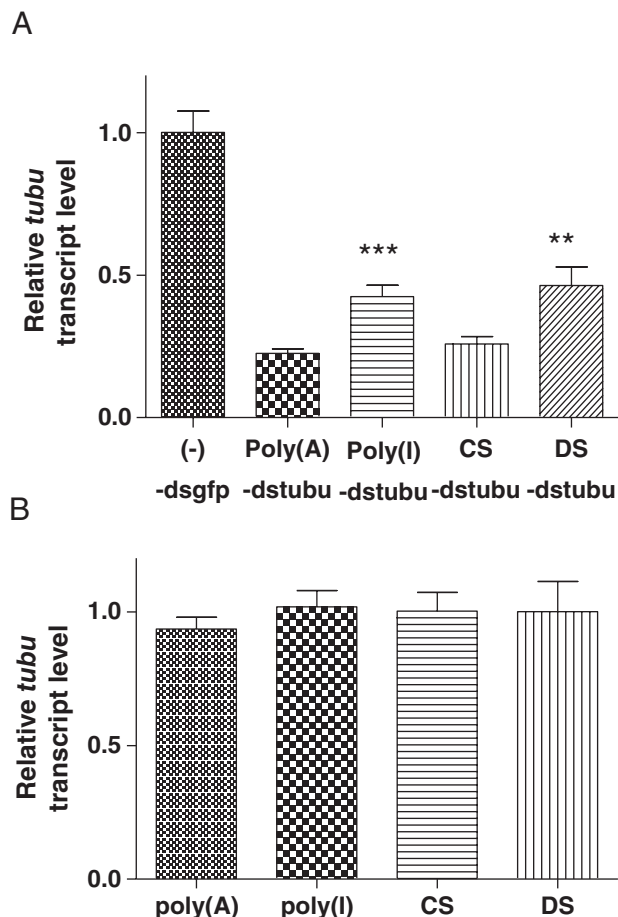 A
Relative tubu
transcript level
1.0
0.5
0.0
***
**
(-) Poly(A) Poly(I) CS DS
-dsgfp -dstubu -dstubu -dstubu -dstubu
B
Relative tubu
transcript level
1.0
0.5
0.0
poly(A) poly(I) CS DS